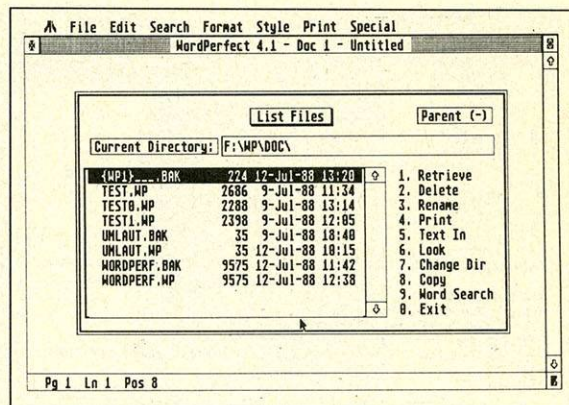 File Edit Search Format Style Print Special
WordPerfect 4.1 - Doc 1 - Untitled
List Files
Parent (-)
Current Directory: F:\WP\DOC\
{WP1}___.BAK 224 12-Jul-88 13:20
TEST.WP 2686 9-Jul-88 11:34
TEST0.WP 2288 9-Jul-88 13:14
TEST1.WP 2398 9-Jul-88 12:05
UMLAUT.BAK 35 9-Jul-88 18:40
UMLAUT.WP 35 12-Jul-88 10:15
WORDPERF.BAK 9575 12-Jul-88 11:42
WORDPERF.WP 9575 12-Jul-88 12:38
1. Retrieve
2. Delete
3. Rename
4. Print
5. Text In
6. Look
7. Change Dir
8. Copy
9. Word Search
0. Exit
Pg 1 Ln 1 Pos 8